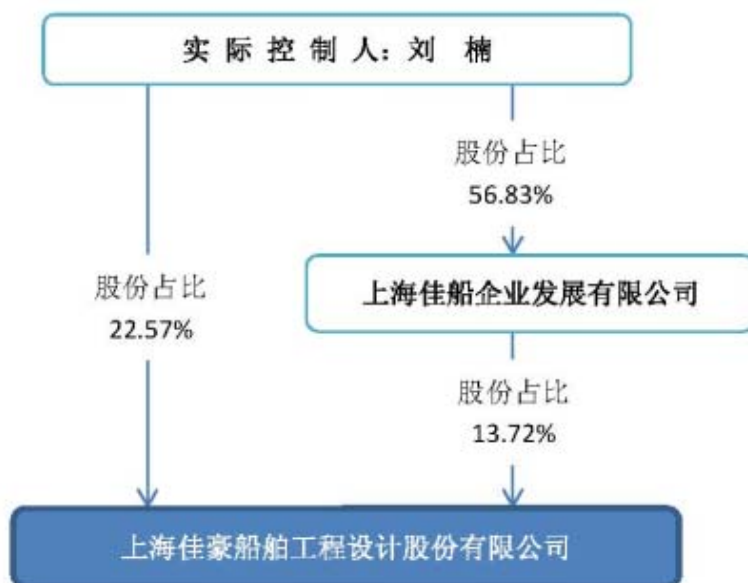 实 际 控 制 人：刘 楠
股份占比
56.83%
上海佳船企业发展有限公司
股份占比
22.57%
股份占比
13.72%
上海佳豪船舶工程设计股份有限公司